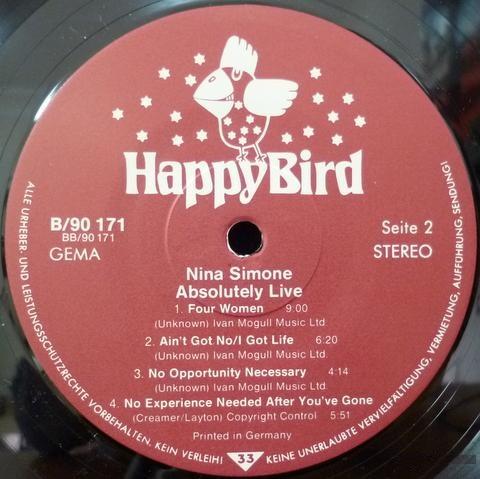 HappyBird
B/90 171
BB/90 171
GEMA
Seite 2
STEREO
Nina Simone
Absolutely Live
1. Four Women 9:00
(Unknown) Ivan Mogull Music Ltd
2. Ain't Got No/I Got Life 6:20
(Unknown) Ivan Mogull Music Ltd.
3. No Opportunity Necessary 4:14
(Unknown) Ivan Mogull Music Ltd.
4. No Experience Needed After You've Gone
(Creamer/Layton) Copyright Control 5:51
Printed in Germany
33
ALLE URHEBER- UND LEISTUNGSSCHUTZRECHTE VORBEHALTEN. KEIN VERLEIH! KEINE UNERLAUBTE VERVIELFÄLTIGUNG, VERMIETUNG, AUFFÜHRUNG, SENDUNG!